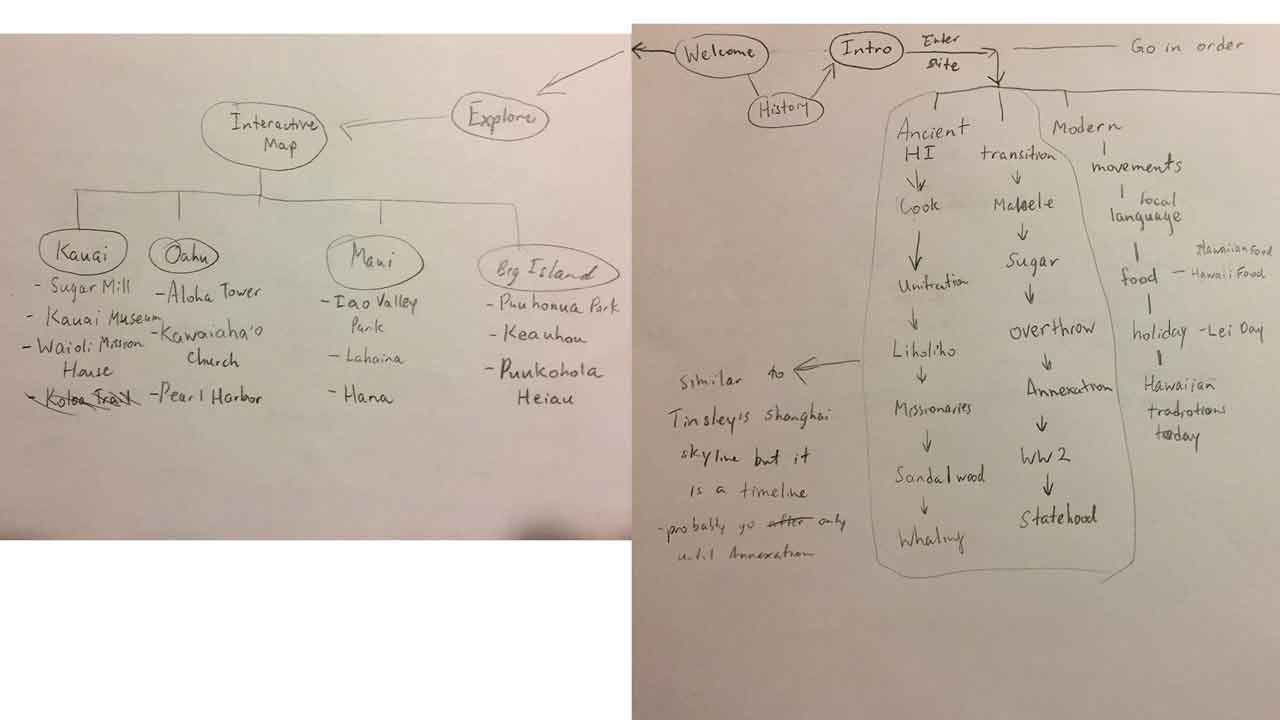 Explore
Interactive
Map
Kauai
- Sugar Mill
- Kauai Museum
- Waioli Mission
House
- Koloa Trail
Oahu
- Aloha Tower
- Kawaiaha'o
Church
- Pearl Harbor
Maui
- Iao Valley
Park
- Lahaina
- Hana
Big Island
- Puuhonua Park
- Keauhou
- Puukohola
Heiau
Welcome
History
Intro
Enter
site
Go in order
Ancient
HI
Cook
Unification
Liholiho
Missionaries
Sandalwood
Whaling
transition
Mahele
Sugar
overthrow
Annexation
WW2
Statehood
Modern
movements
local
language
food
- Hawaiian Food
Hawaii Food
holiday - Lei Day
Hawaiian
traditions
today
Similar to
Tinsley's Shanghai
skyline but it
is a timeline
- probably go after only
until Annexation